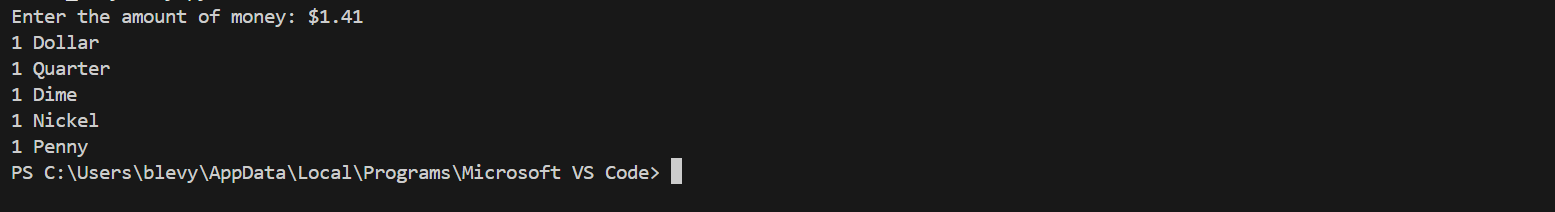 Enter the amount of money: $1.41
1 Dollar
1 Quarter
1 Dime
1 Nickel
1 Penny
PS C:\Users\blevy\AppData\Local\Programs\Microsoft VS Code>